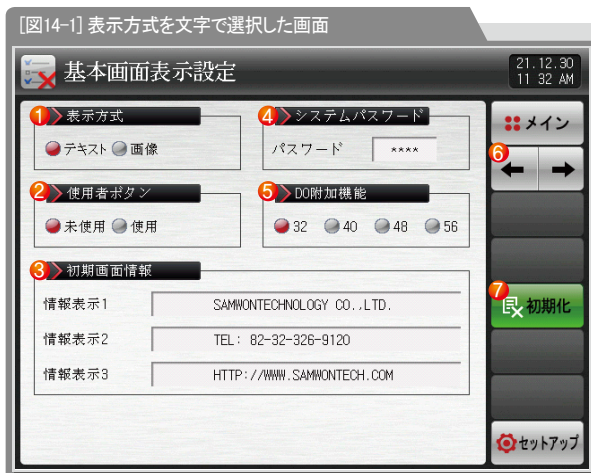 [図14-1] 表示方式を文字で選択した画面
基本画面表示設定
21.12.30
11 32 AM
1 表示方式
テキスト 画像
4 システムパスワード
パスワード ****
メイン
6
2 使用者ボタン
未使用 使用
5 DO附加機能
32 40 48 56
3 初期画面情報
情報表示1 SAMWONTECHNOLOGY CO.,LTD.
情報表示2 TEL: 82-32-326-9120
情報表示3 HTTP://WWW.SAMWONTECH.COM
7 初期化
セットアップ